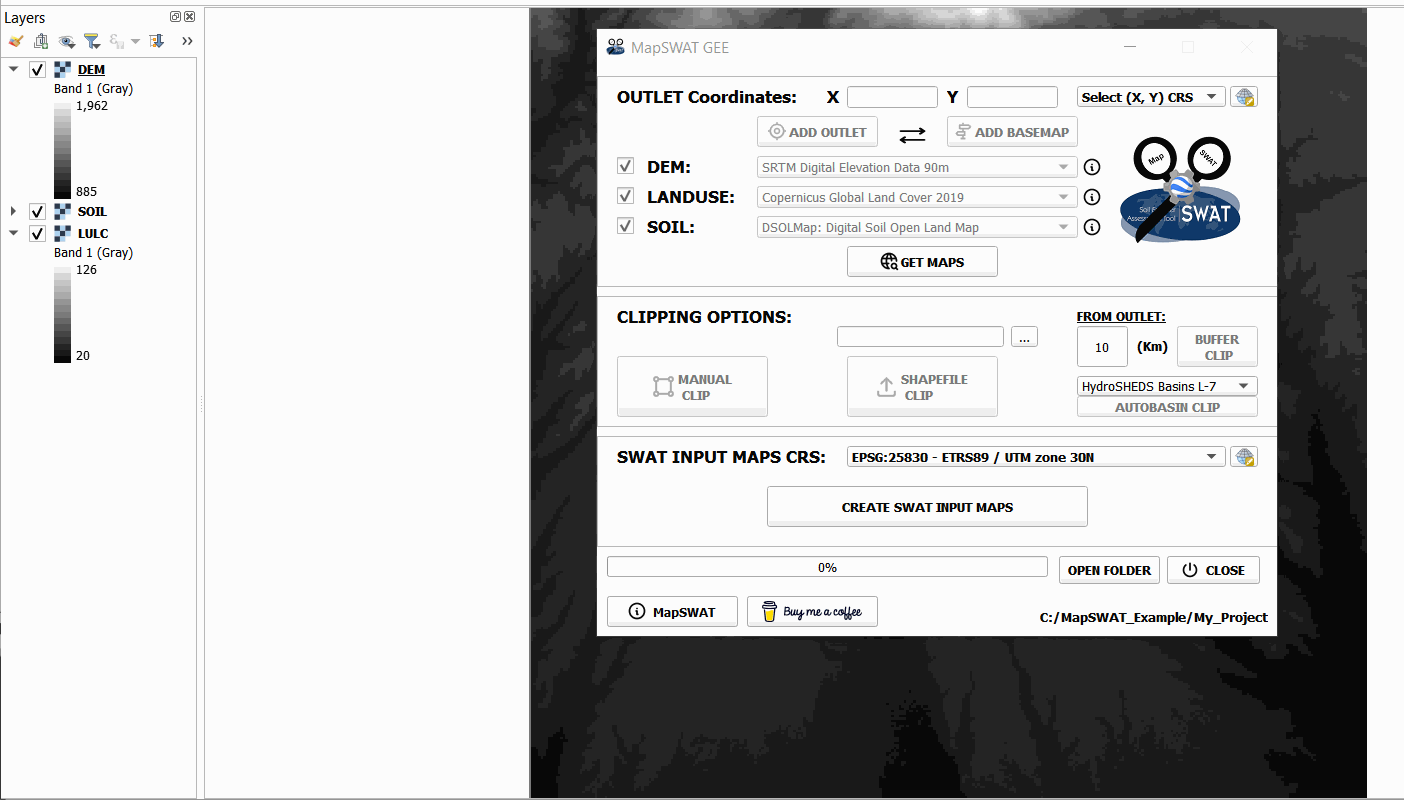 Layers
DEM
Band 1 (Gray)
1,962
885
SOIL
LULC
Band 1 (Gray)
126
20
MapSWAT GEE
OUTLET Coordinates: X Y Select (X, Y) CRS
ADD OUTLET ADD BASEMAP
DEM: SRTM Digital Elevation Data 90m
LANDUSE: Copernicus Global Land Cover 2019
SOIL: DSOLMap: Digital Soil Open Land Map
GET MAPS
Map SWAT
SWAT
CLIPPING OPTIONS:
...
MANUAL
CLIP
SHAPEFILE
CLIP
FROM OUTLET:
10 (Km)
BUFFER
CLIP
HydroSHEDS Basins L-7
AUTOBASIN CLIP
SWAT INPUT MAPS CRS: EPSG:25830 - ETRS89 / UTM zone 30N
CREATE SWAT INPUT MAPS
0%
OPEN FOLDER
CLOSE
MapSWAT
Buy me a coffee
C:/MapSWAT_Example/My_Project